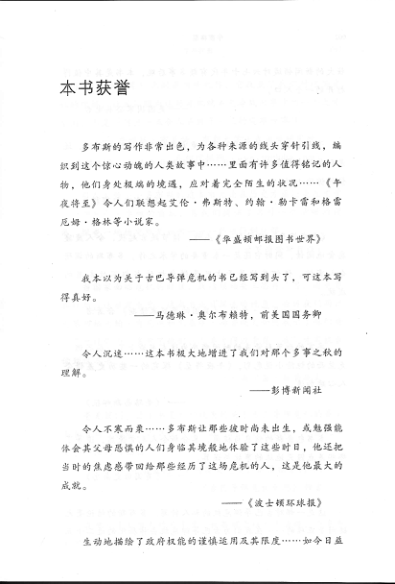 本书获誉
多布斯的写作非常出色，为各种来源的线头穿针引线，编
织到这个惊心动魄的人类故事中……里面有许多值得铭记的人
物，他们身处极端的境遇，应对着完全陌生的状况……《午
夜将至》令人们联想起艾伦·弗斯特、约翰·勒卡雷和格雷
厄姆·格林等小说家。
——《华盛顿邮报图书世界》
我本以为关于古巴导弹危机的书已经写到头了，可这本写
得真好。
——马德琳·奥尔布赖特，前美国国务卿
令人沉迷……这本书极大地增进了我们对那个多事之秋的
理解。
——彭博新闻社
令人不寒而栗……多布斯让那些彼时尚未出生，或勉强能
体会其父母恐惧的人们身临其境般地体验了这些时日，他还把
当时的焦虑感带回给那些经历了这场危机的人，这是他最大的
成就。
——《波士顿环球报》
生动地描绘了政府权能的谨慎运用及其限度……如今日益